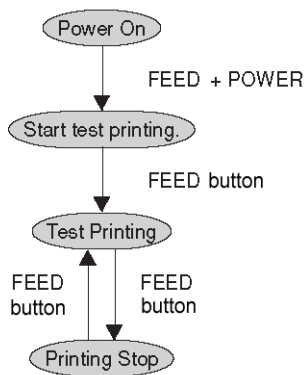 Power On
FEED + POWER
Start test printing.
FEED button
Test Printing
FEED
button
FEED
button
Printing Stop